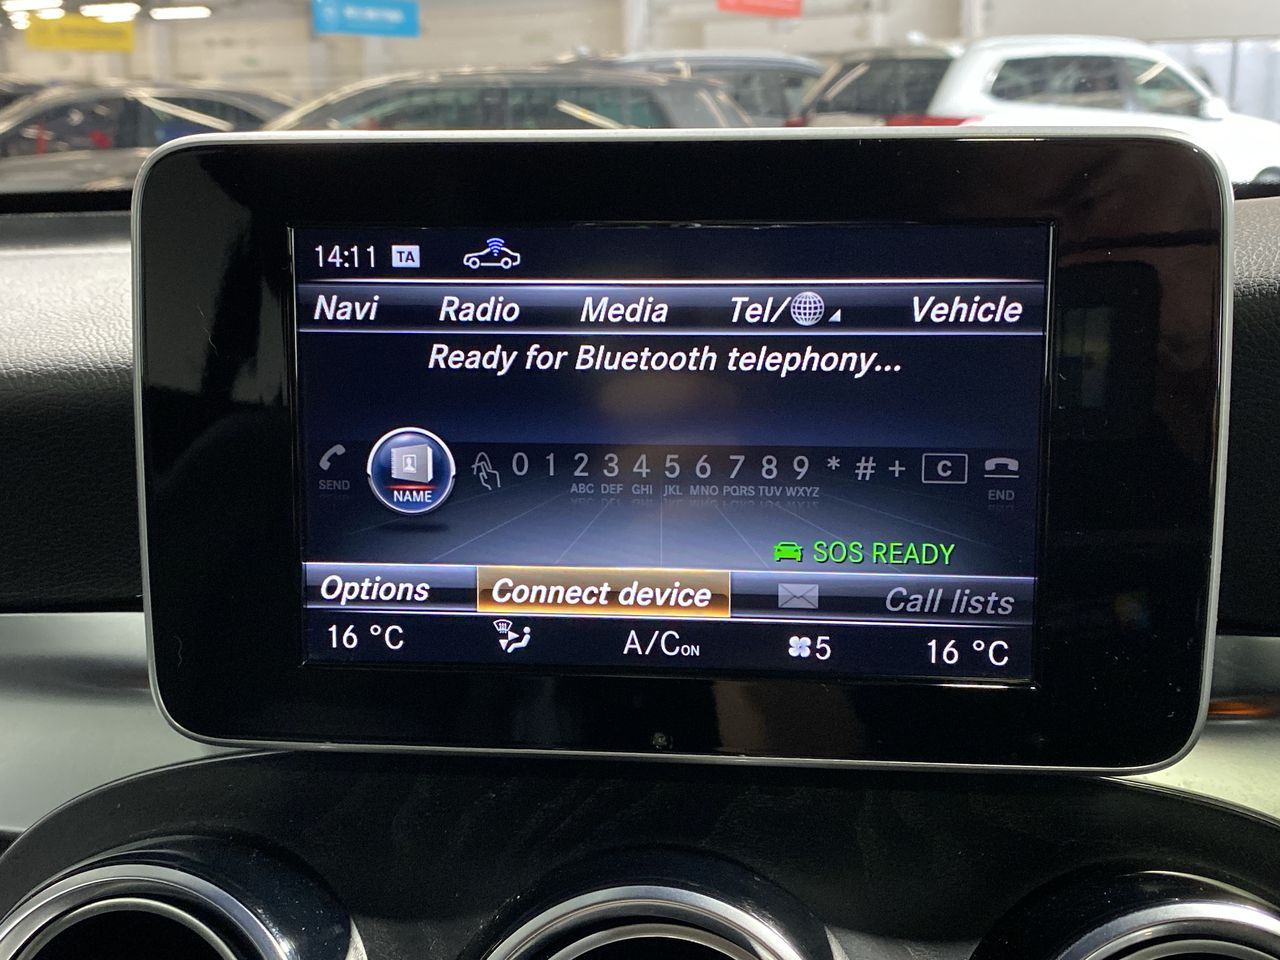 14:11 TA
Navi Radio Media Tel/ Vehicle
Ready for Bluetooth telephony...
NAME 0 1 2 3 4 5 6 7 8 9 * # + C
SEND ABC DEF GHI JKL MNO PQRS TUV WXYZ END
SOS READY
Options Connect device Call lists
16 °C A/C ON 5 16 °C